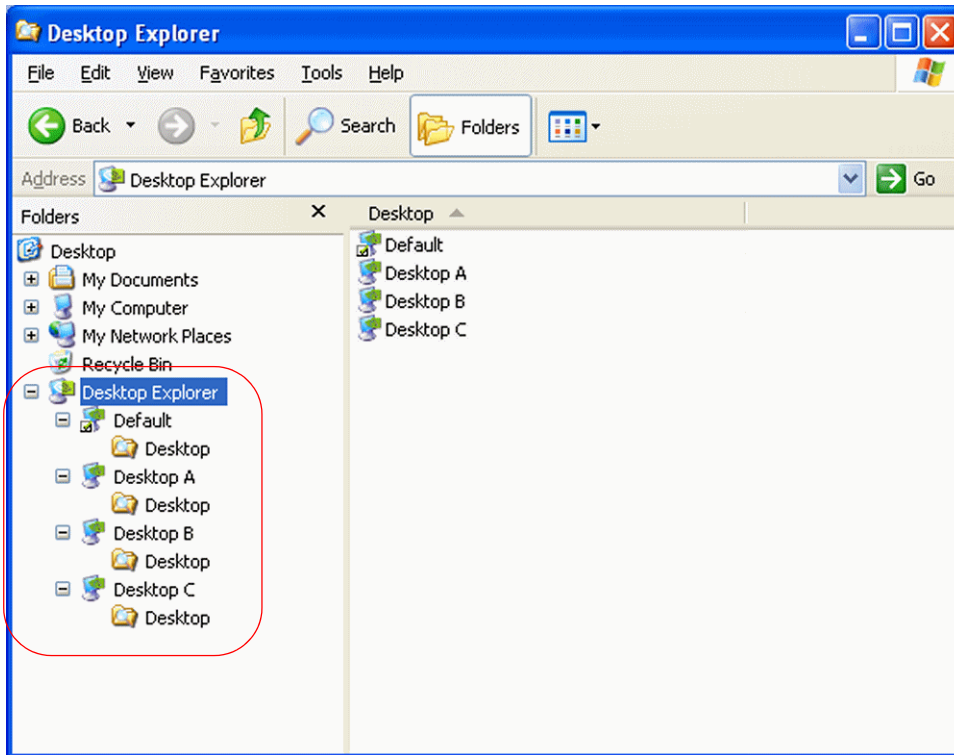 Desktop Explorer
File Edit View Favorites Tools Help
Back Search Folders
Address Desktop Explorer Go
Folders X Desktop
Desktop
My Documents
My Computer
My Network Places
Recycle Bin
Desktop Explorer
Default
Desktop
Desktop A
Desktop
Desktop B
Desktop
Desktop C
Desktop
Default
Desktop A
Desktop B
Desktop C